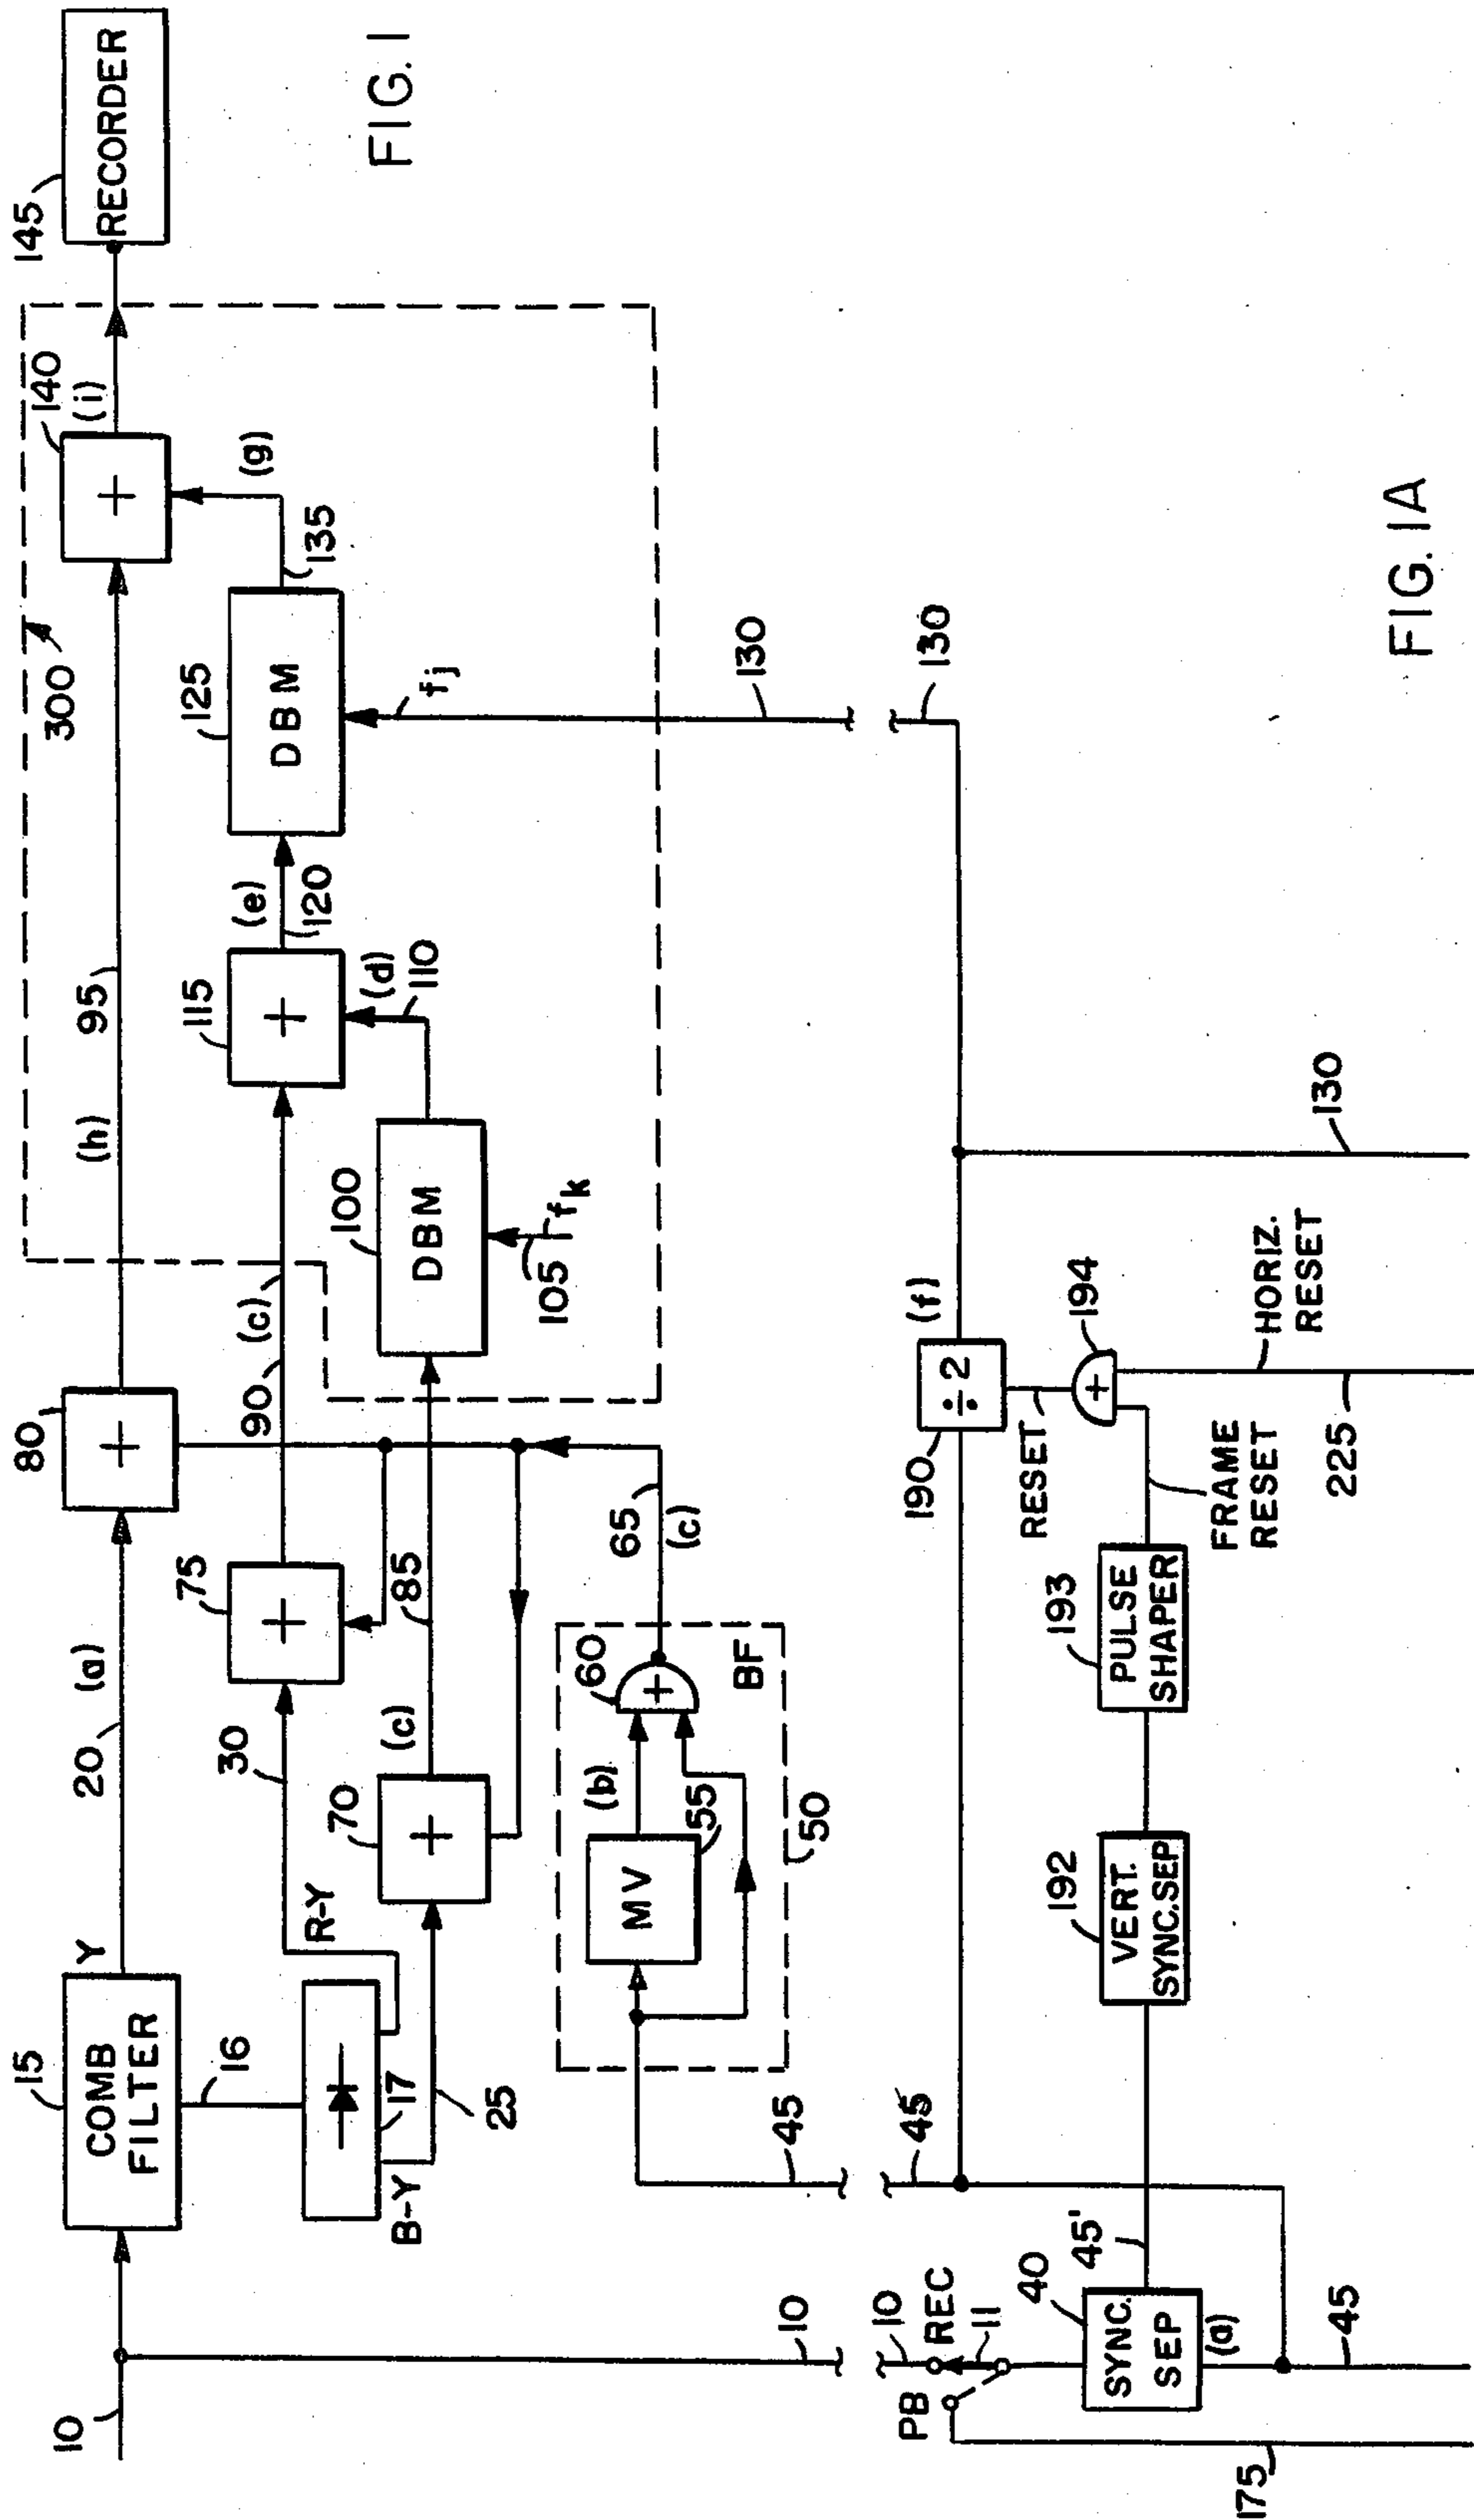 10
15
COMB
FILTER
Y
20
(a)
80
+
(h)
95
300
140
+
(i)
145
RECORDER
16
17
R-Y
B-Y
25
30
75
+
90
(c)
115
+
(e)
120
125
DBM
135
(g)
FIG. 1
70
+
(c)
85
100
DBM
(d)
110
105
fk
fj
MV
55
(b)
60
+
BF
50
65
(c)
45
10
130
10
REC
PB
11
40
SYNC.
SEP
(a)
45
45'
45
175
190
÷2
(f)
130
RESET
194
+
192
VERT.
SYNC.SEP
193
PULSE
SHAPER
FRAME
RESET
HORIZ.
RESET
225
130
FIG. 1A